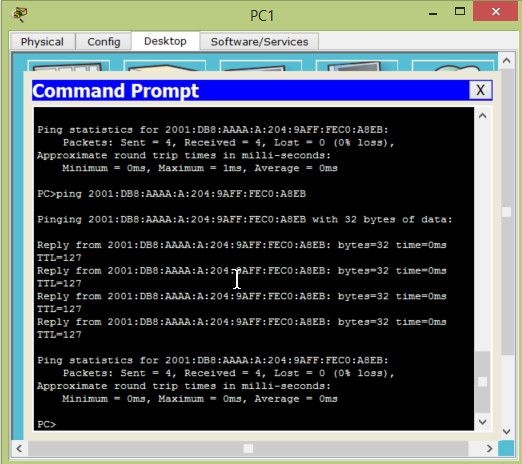 PC1
Physical Config Desktop Software/Services
Command Prompt X
Ping statistics for 2001:DB8:AAAA:A:204:9AFF:FEC0:A8EB:
Packets: Sent = 4, Received = 4, Lost = 0 (0% loss),
Approximate round trip times in milli-seconds:
Minimum = 0ms, Maximum = 1ms, Average = 0ms
PC>ping 2001:DB8:AAAA:A:204:9AFF:FEC0:A8EB
Pinging 2001:DB8:AAAA:A:204:9AFF:FEC0:A8EB with 32 bytes of data:
Reply from 2001:DB8:AAAA:A:204:9AFF:FEC0:A8EB: bytes=32 time=0ms
TTL=127
Reply from 2001:DB8:AAAA:A:204:9AFF:FEC0:A8EB: bytes=32 time=0ms
TTL=127
Reply from 2001:DB8:AAAA:A:204:9AFF:FEC0:A8EB: bytes=32 time=0ms
TTL=127
Reply from 2001:DB8:AAAA:A:204:9AFF:FEC0:A8EB: bytes=32 time=0ms
TTL=127
Ping statistics for 2001:DB8:AAAA:A:204:9AFF:FEC0:A8EB:
Packets: Sent = 4, Received = 4, Lost = 0 (0% loss),
Approximate round trip times in milli-seconds:
Minimum = 0ms, Maximum = 0ms, Average = 0ms
PC>